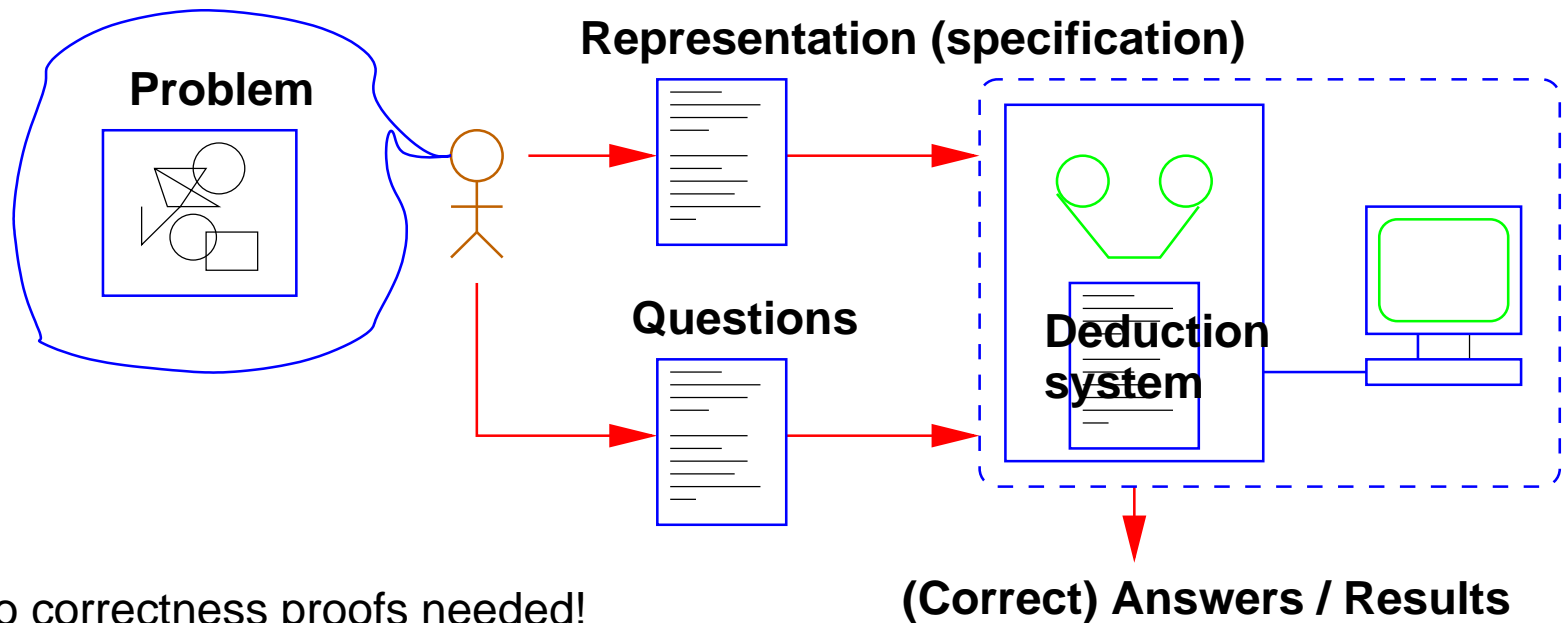 Representation (specification)
Problem
Questions
Deduction
system
(Correct) Answers / Results
correctness proofs needed!